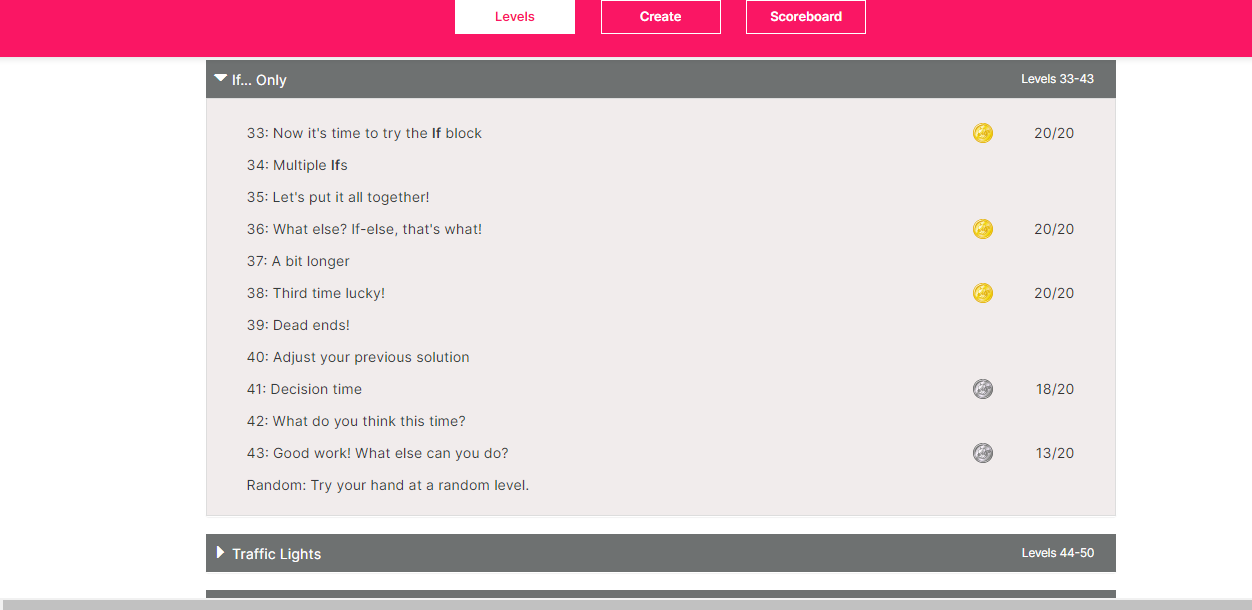 Levels Create Scoreboard
If... Only Levels 33-43
33: Now it's time to try the If block 20/20
34: Multiple Ifs
35: Let's put it all together!
36: What else? If-else, that's what! 20/20
37: A bit longer
38: Third time lucky! 20/20
39: Dead ends!
40: Adjust your previous solution
41: Decision time 18/20
42: What do you think this time?
43: Good work! What else can you do? 13/20
Random: Try your hand at a random level.
Traffic Lights Levels 44-50